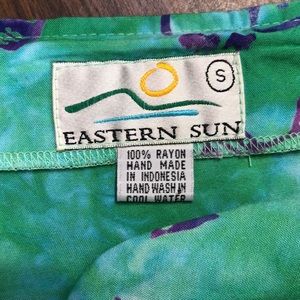 S
EASTERN SUN
100% RAYON
HAND MADE
IN INDONESIA
HAND WASH IN
COOL WATER